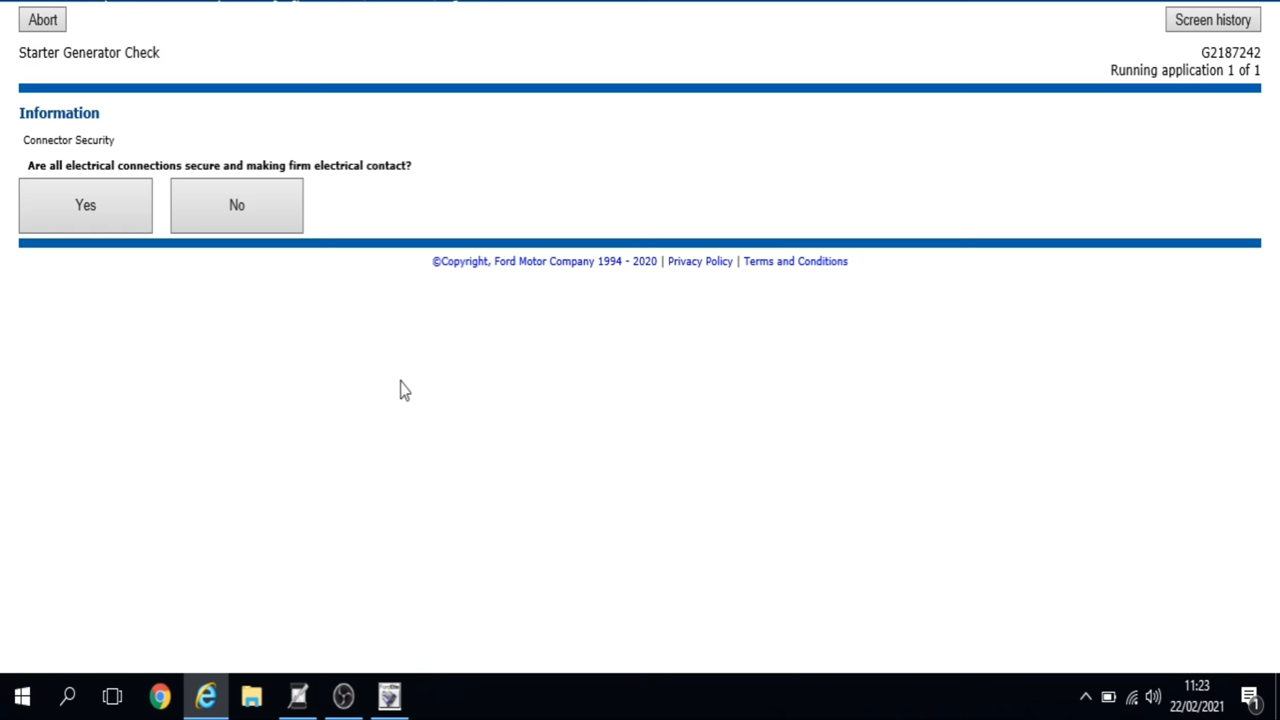 Abort
Screen history
Starter Generator Check
G2187242
Running application 1 of 1
Information
Connector Security
Are all electrical connections secure and making firm electrical contact?
Yes
No
©Copyright, Ford Motor Company 1994 - 2020 | Privacy Policy | Terms and Conditions
11:23
22/02/2021
1